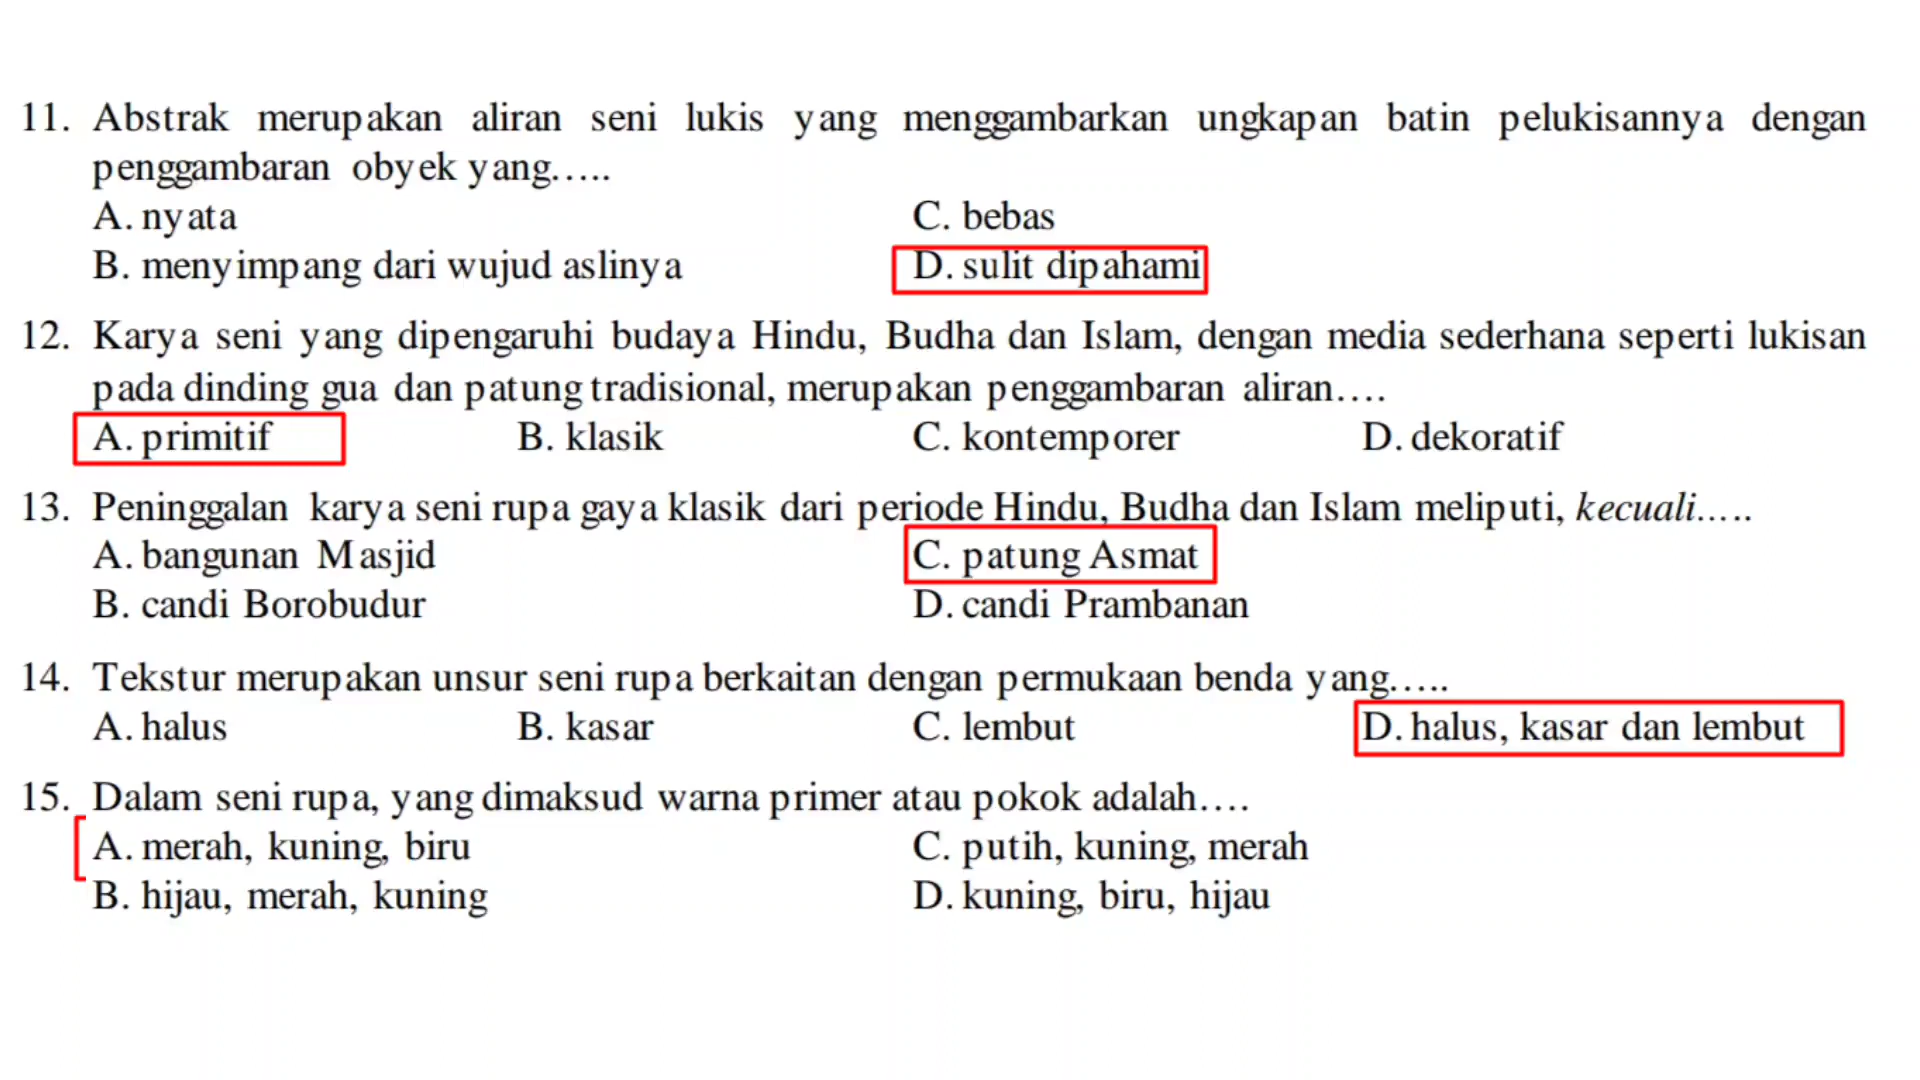 11. Abstrak merupakan aliran seni lukis yang menggambarkan ungkapan batin pelukisannya dengan
penggambaran obyek yang.....
A. nyata
C. bebas
B. menyimpang dari wujud aslinya
D. sulit dipahami
12. Karya seni yang dipengaruhi budaya Hindu, Budha dan Islam, dengan media sederhana seperti lukisan
pada dinding gua dan patung tradisional, merupakan penggambaran aliran....
A. primitif B. klasik C. kontemporer D. dekoratif
13. Peninggalan karya seni rupa gaya klasik dari periode Hindu, Budha dan Islam meliputi, kecuali.....
A. bangunan Masjid C. patung Asmat
B. candi Borobudur D. candi Prambanan
14. Tekstur merupakan unsur seni rupa berkaitan dengan permukaan benda yang.....
A. halus B. kasar C. lembut D. halus, kasar dan lembut
15. Dalam seni rupa, yang dimaksud warna primer atau pokok adalah....
A. merah, kuning, biru C. putih, kuning, merah
B. hijau, merah, kuning D. kuning, biru, hijau